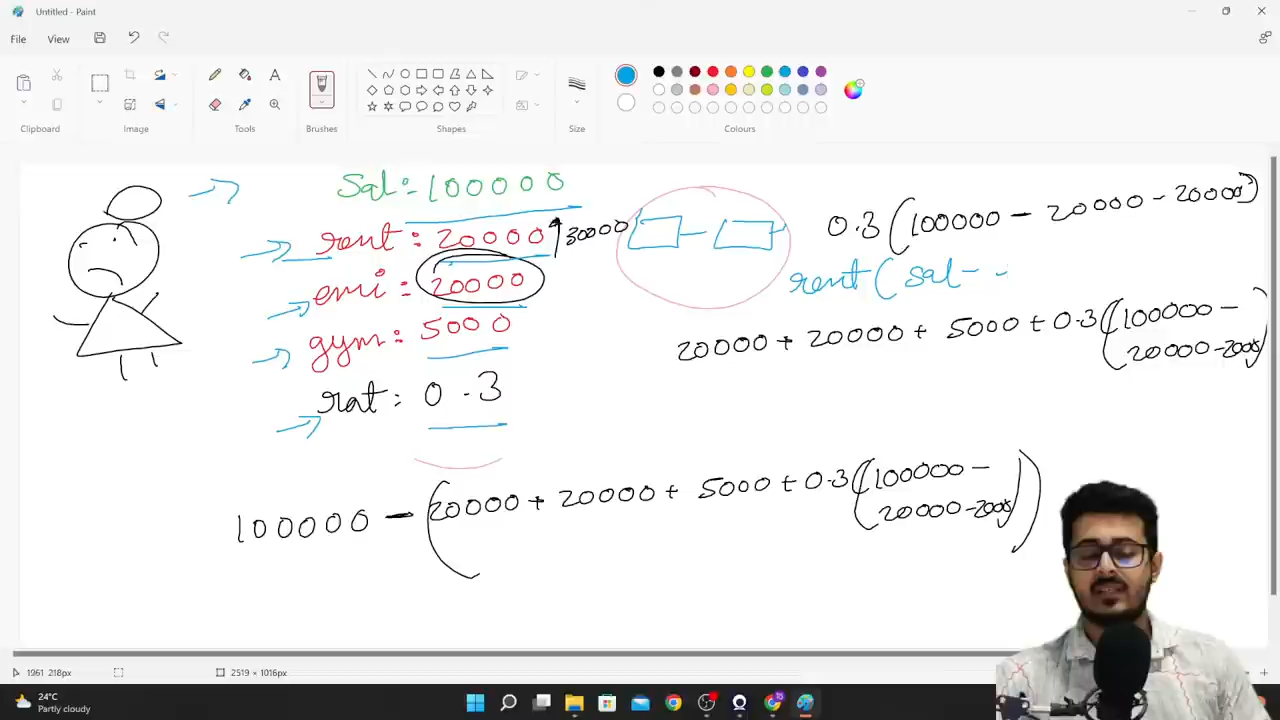 Untitled - Paint
File View
Clipboard Image Tools Brushes Shapes Size Colours
Sal: 100000
rent: 20000 30000
emi: 20000
gym: 5000
rat: 0.3
0.3(100000 - 20000 - 20000)
rent(sal-
20000 + 20000 + 5000 + 0.3(100000 -
20000-2000)
100000 - (20000 + 20000 + 5000 + 0.3(100000 -
20000-2000))
1961 218px 2519 × 1016px
24°C
Partly cloudy